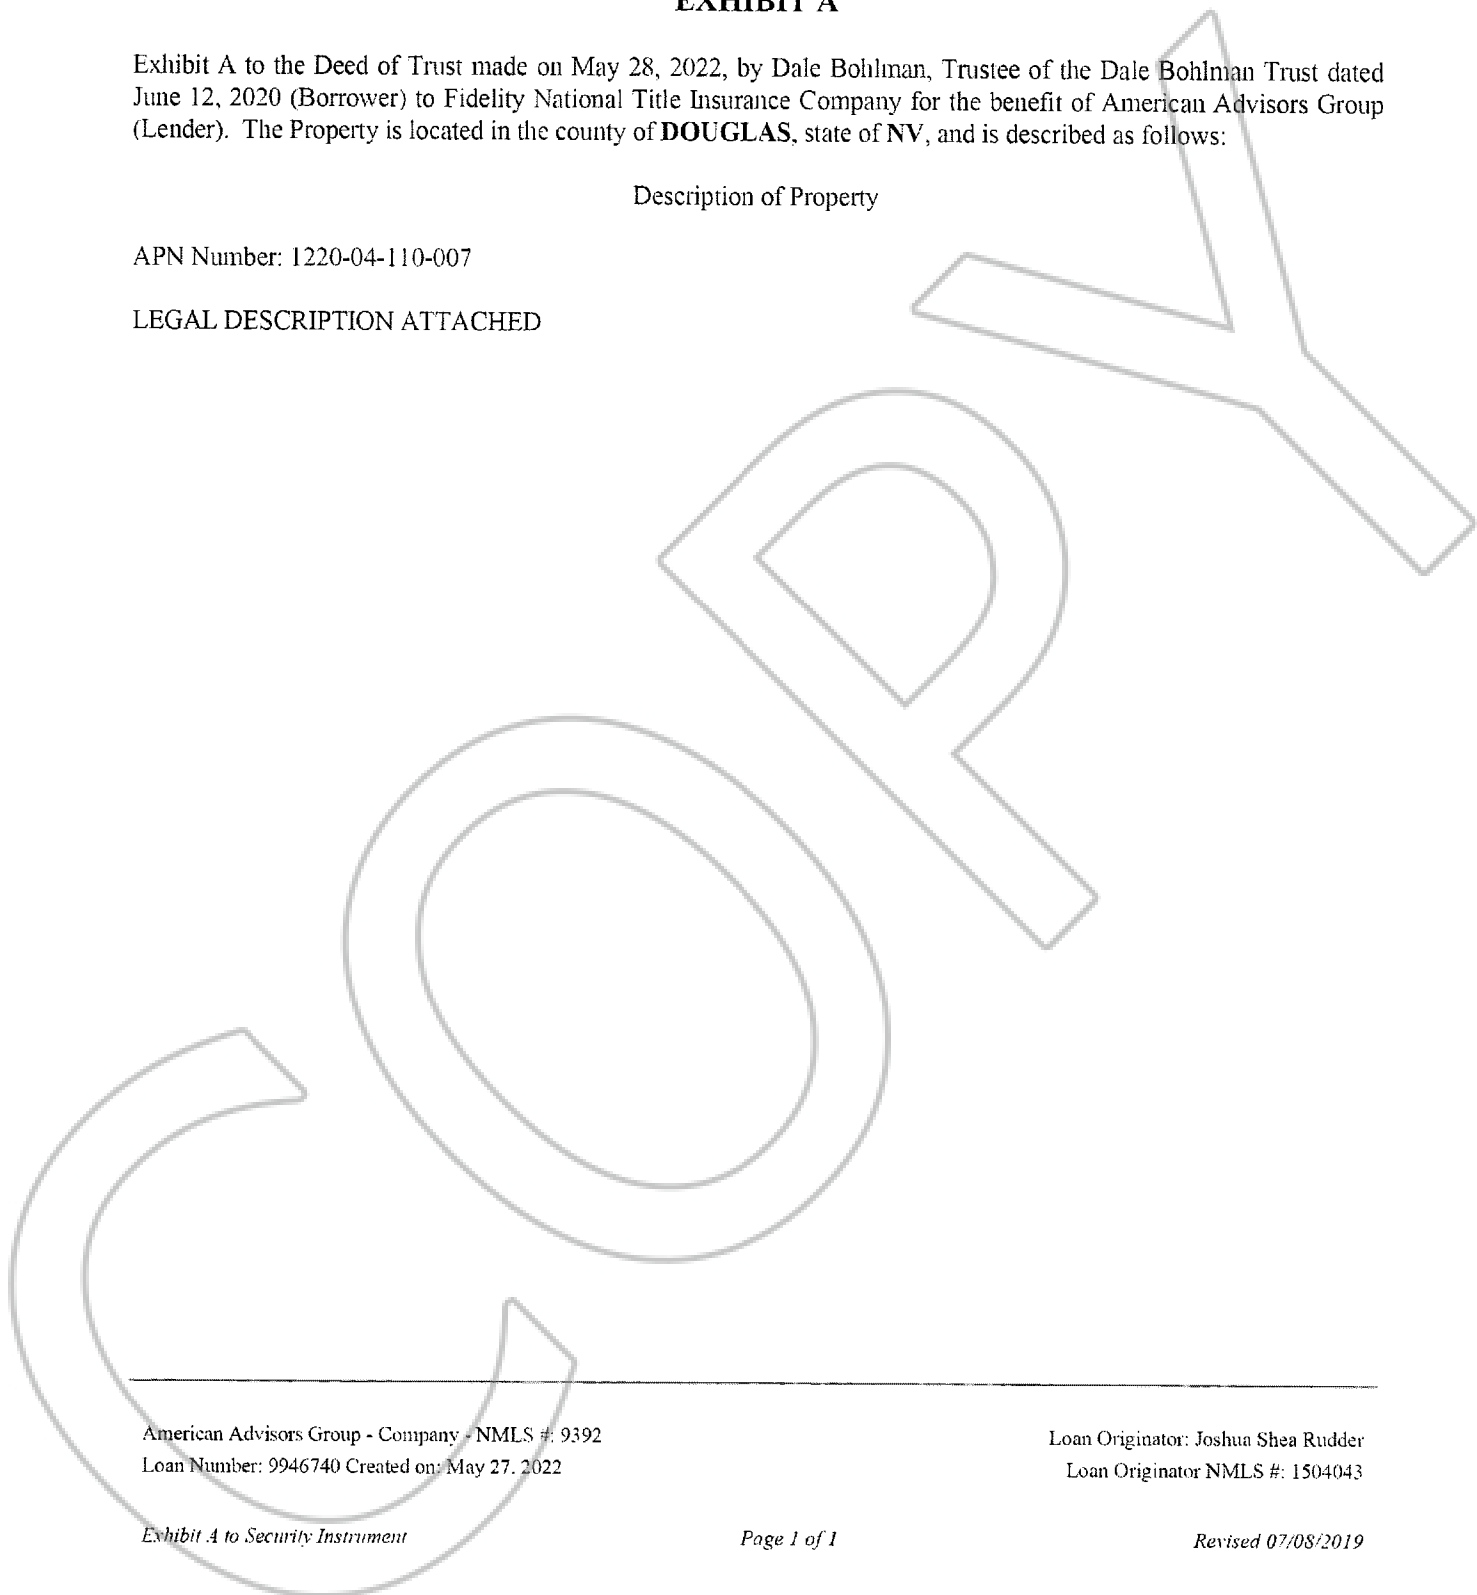 EXHIBIT A
Exhibit A to the Deed of Trust made on May 28, 2022, by Dale Bohlman, Trustee of the Dale Bohlman Trust dated
June 12, 2020 (Borrower) to Fidelity National Title Insurance Company for the benefit of American Advisors Group
(Lender). The Property is located in the county of DOUGLAS, state of NV, and is described as follows:
Description of Property
APN Number: 1220-04-110-007
LEGAL DESCRIPTION ATTACHED
COPY
American Advisors Group - Company - NMLS #: 9392
Loan Originator: Joshua Shea Rudder
Loan Number: 9946740 Created on: May 27. 2022
Loan Originator NMLS #: 1504043
Exhibit A to Security Instrument
Page 1 of 1
Revised 07/08/2019